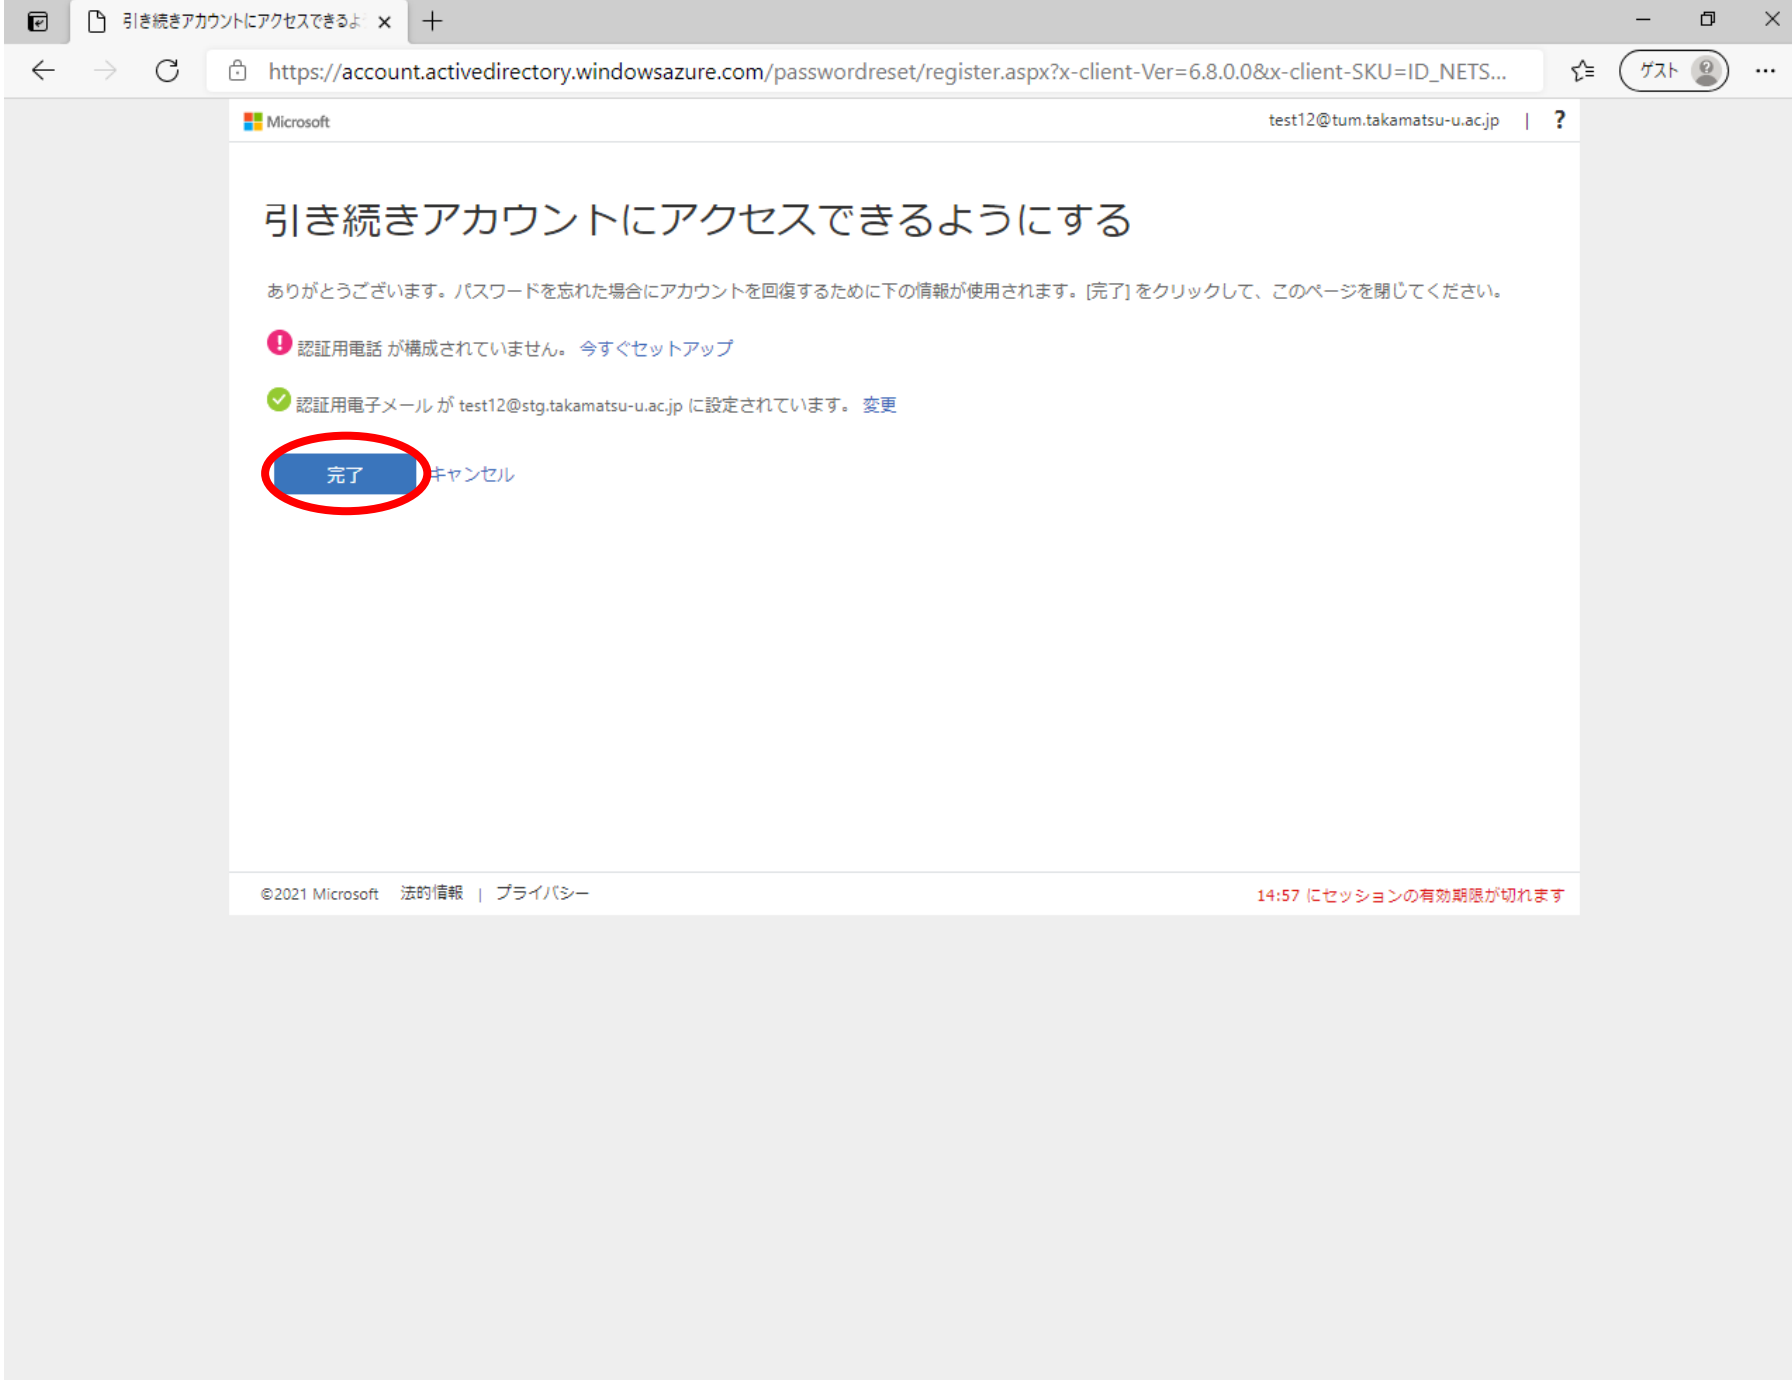 引き続きアカウントにアクセスできるよ
https://account.activedirectory.windowsazure.com/passwordreset/register.aspx?x-client-Ver=6.8.0.0&x-client-SKU=ID_NETS...
ゲスト
Microsoft
test12@tum.takamatsu-u.ac.jp | ?
引き続きアカウントにアクセスできるようにする
ありがとうございます。パスワードを忘れた場合にアカウントを回復するために下の情報が使用されます。[完了] をクリックして、このページを閉じてください。
認証用電話 が構成されていません。 今すぐセットアップ
認証用電子メール が test12@stg.takamatsu-u.ac.jp に設定されています。 変更
完了 キャンセル
©2021 Microsoft 法的情報 | プライバシー
14:57 にセッションの有効期限が切れます